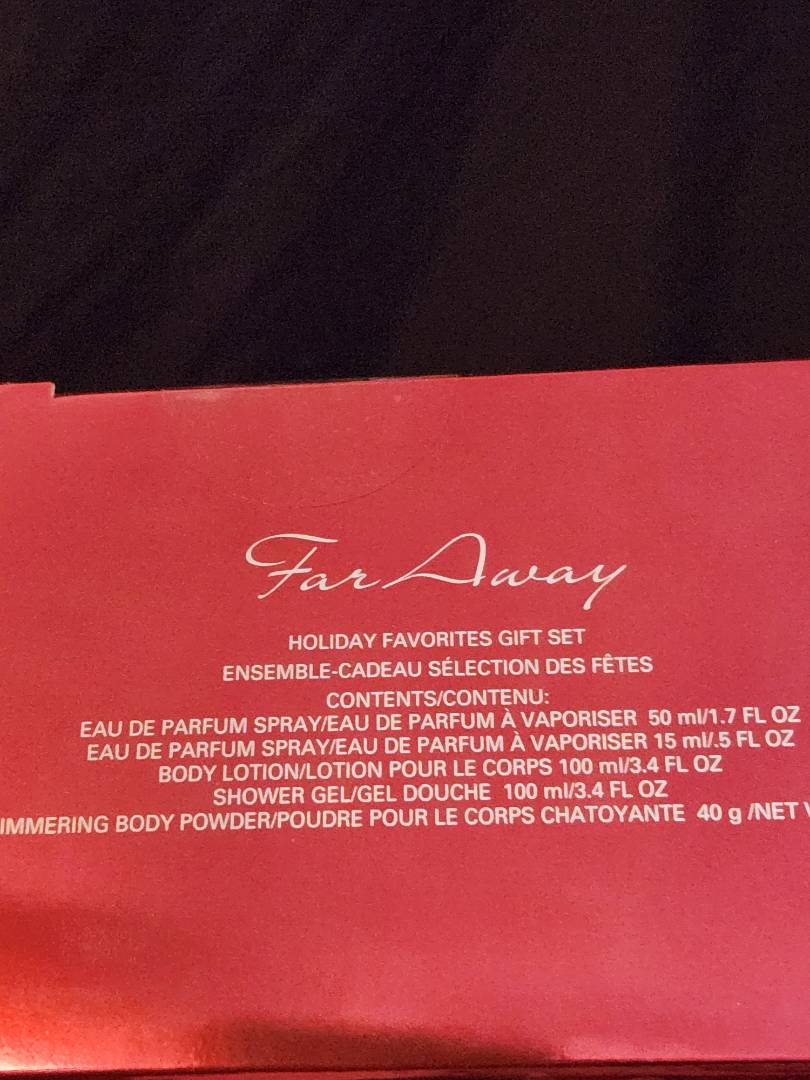 Far Away
HOLIDAY FAVORITES GIFT SET
ENSEMBLE-CADEAU SÉLECTION DES FÊTES
CONTENTS/CONTENU:
EAU DE PARFUM SPRAY/EAU DE PARFUM À VAPORISER 50 ml/1.7 FL OZ
EAU DE PARFUM SPRAY/EAU DE PARFUM À VAPORISER 15 ml/.5 FL OZ
BODY LOTION/LOTION POUR LE CORPS 100 ml/3.4 FL OZ
SHOWER GEL/GEL DOUCHE 100 ml/3.4 FL OZ
IMMERING BODY POWDER/POUDRE POUR LE CORPS CHATOYANTE 40 g /NET